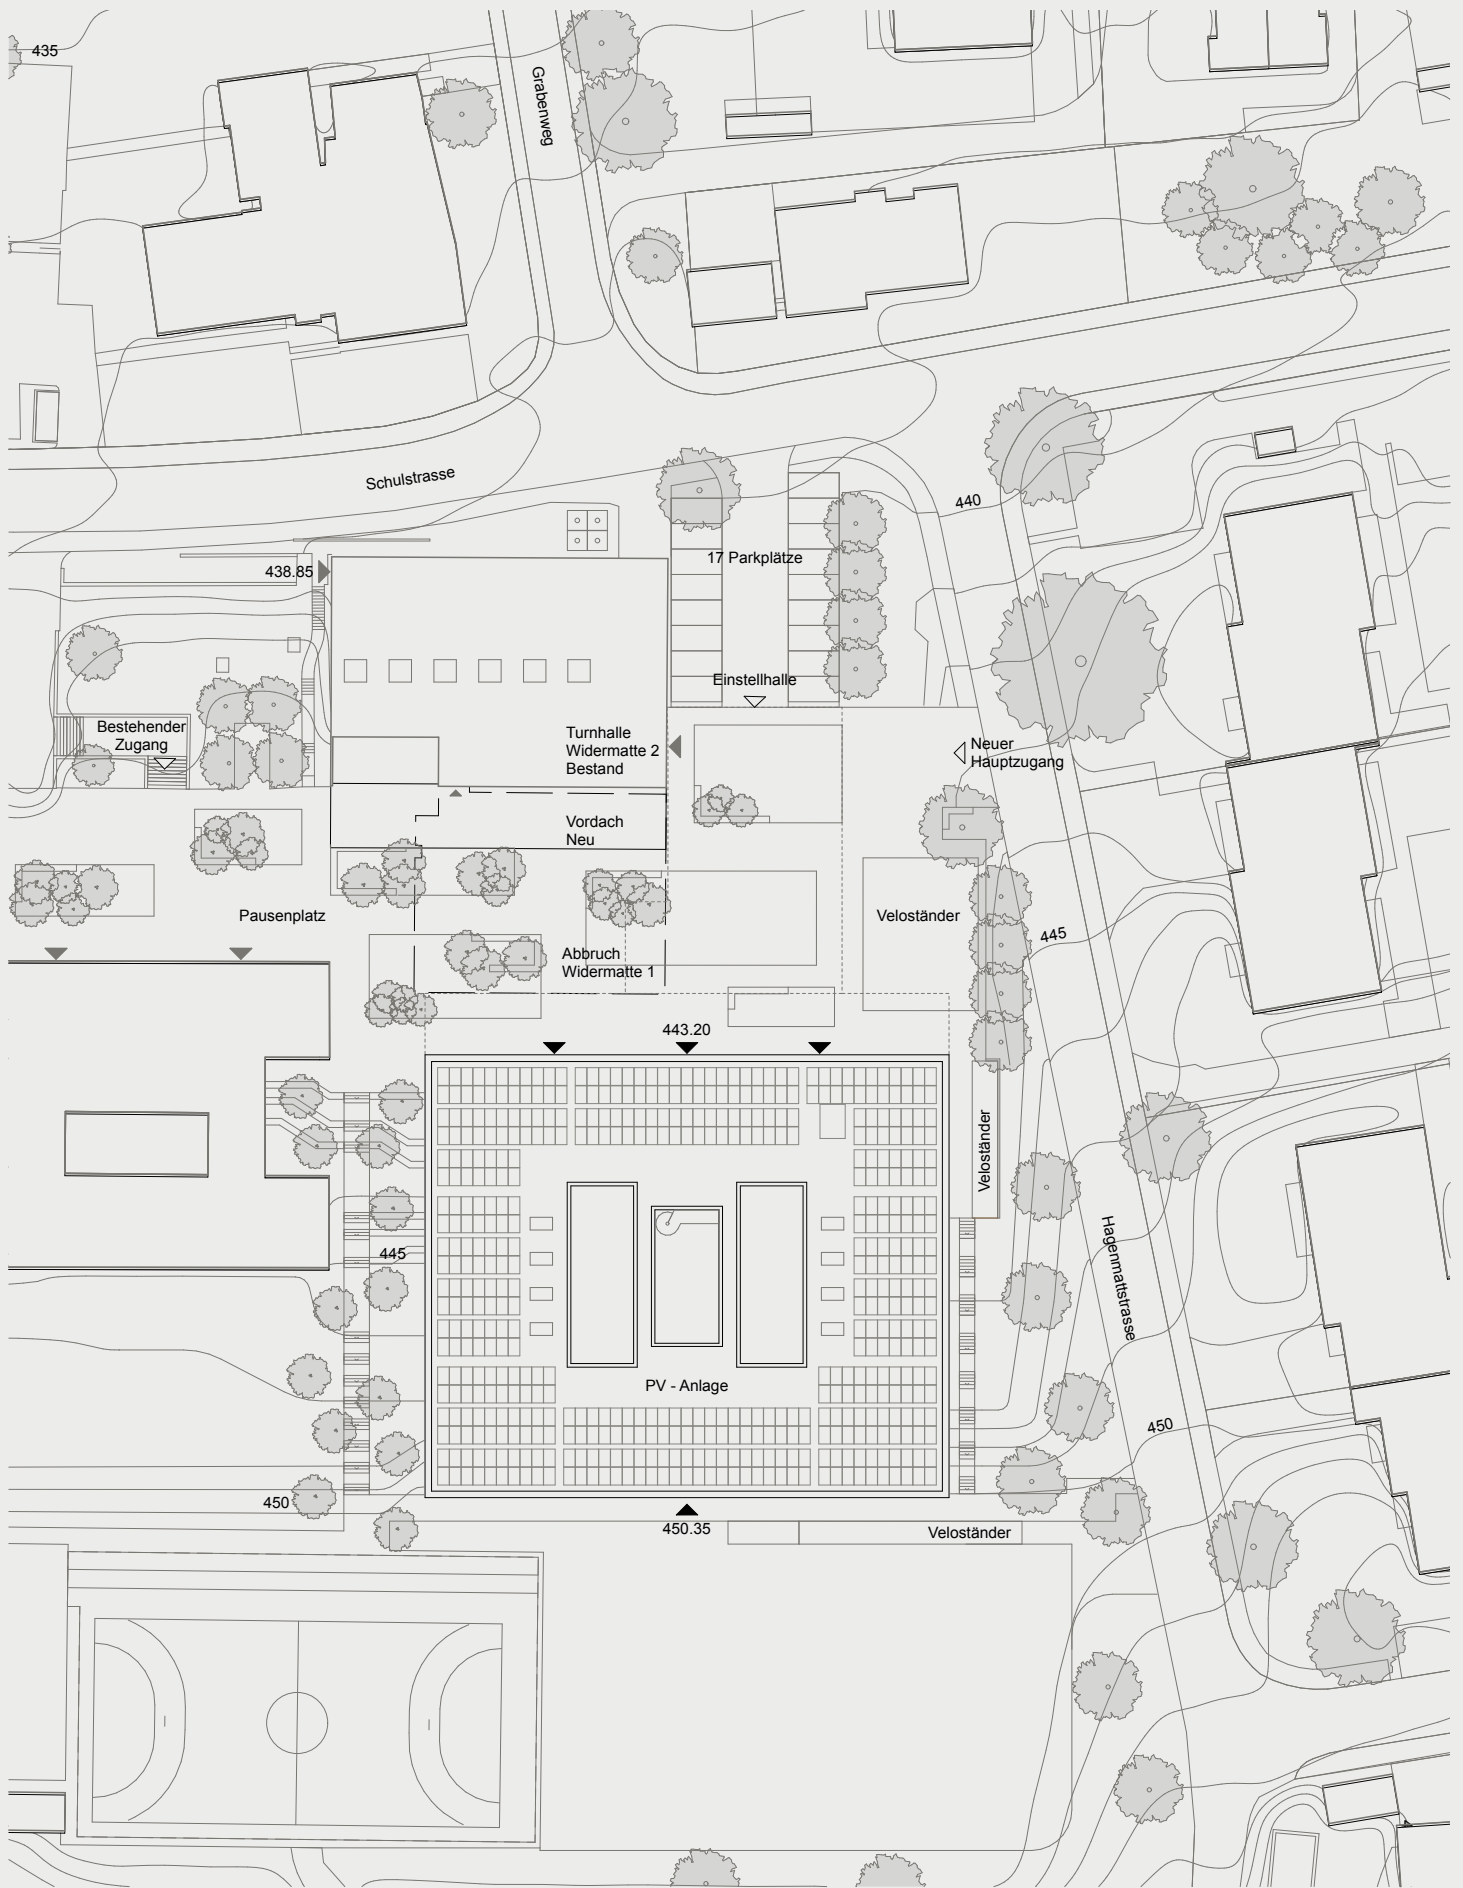 435
Grabenweg
Schulstrasse
440
438.85
17 Parkplätze
Einstellhalle
Bestehender
Zugang
Turnhalle
Widermatte 2
Bestand
Neuer
Hauptzugang
Vordach
Neu
Pausenplatz
Veloständer
445
Abbruch
Widermatte 1
443.20
Veloständer
445
Hagenmattstrasse
PV - Anlage
450
450
450.35
Veloständer